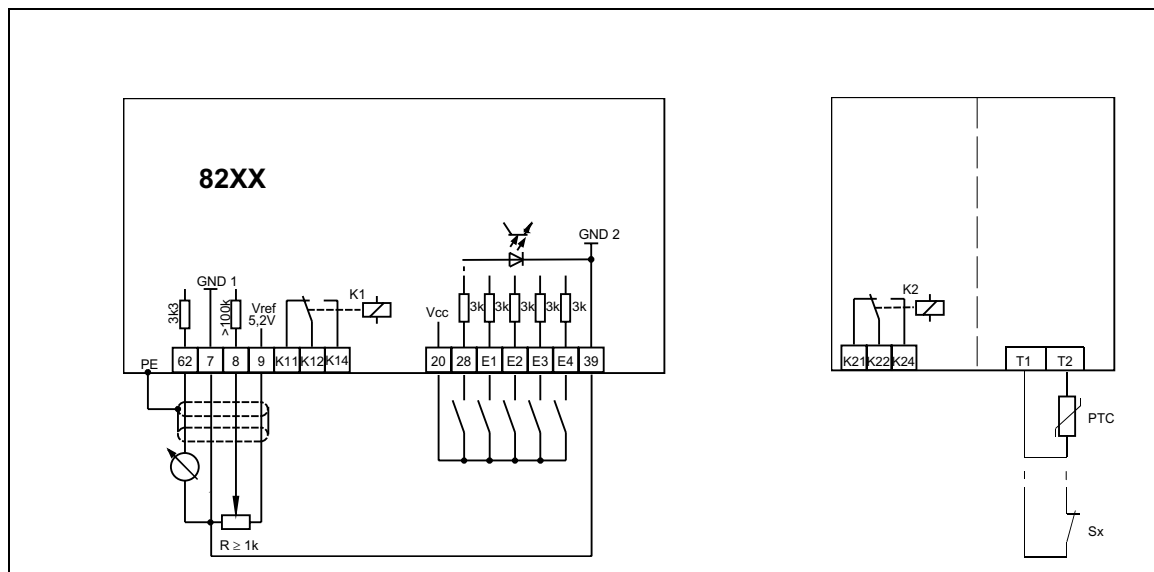 82XX
GND 2
GND 1
K1
K2
3k3
>100k
Vref
5,2V
Vcc
3k 3k 3k 3k 3k
PE
62 7 8 9 K11 K12 K14
20 28 E1 E2 E3 E4 39
K21 K22 K24
T1 T2
PTC
R ≥ 1k
Sx